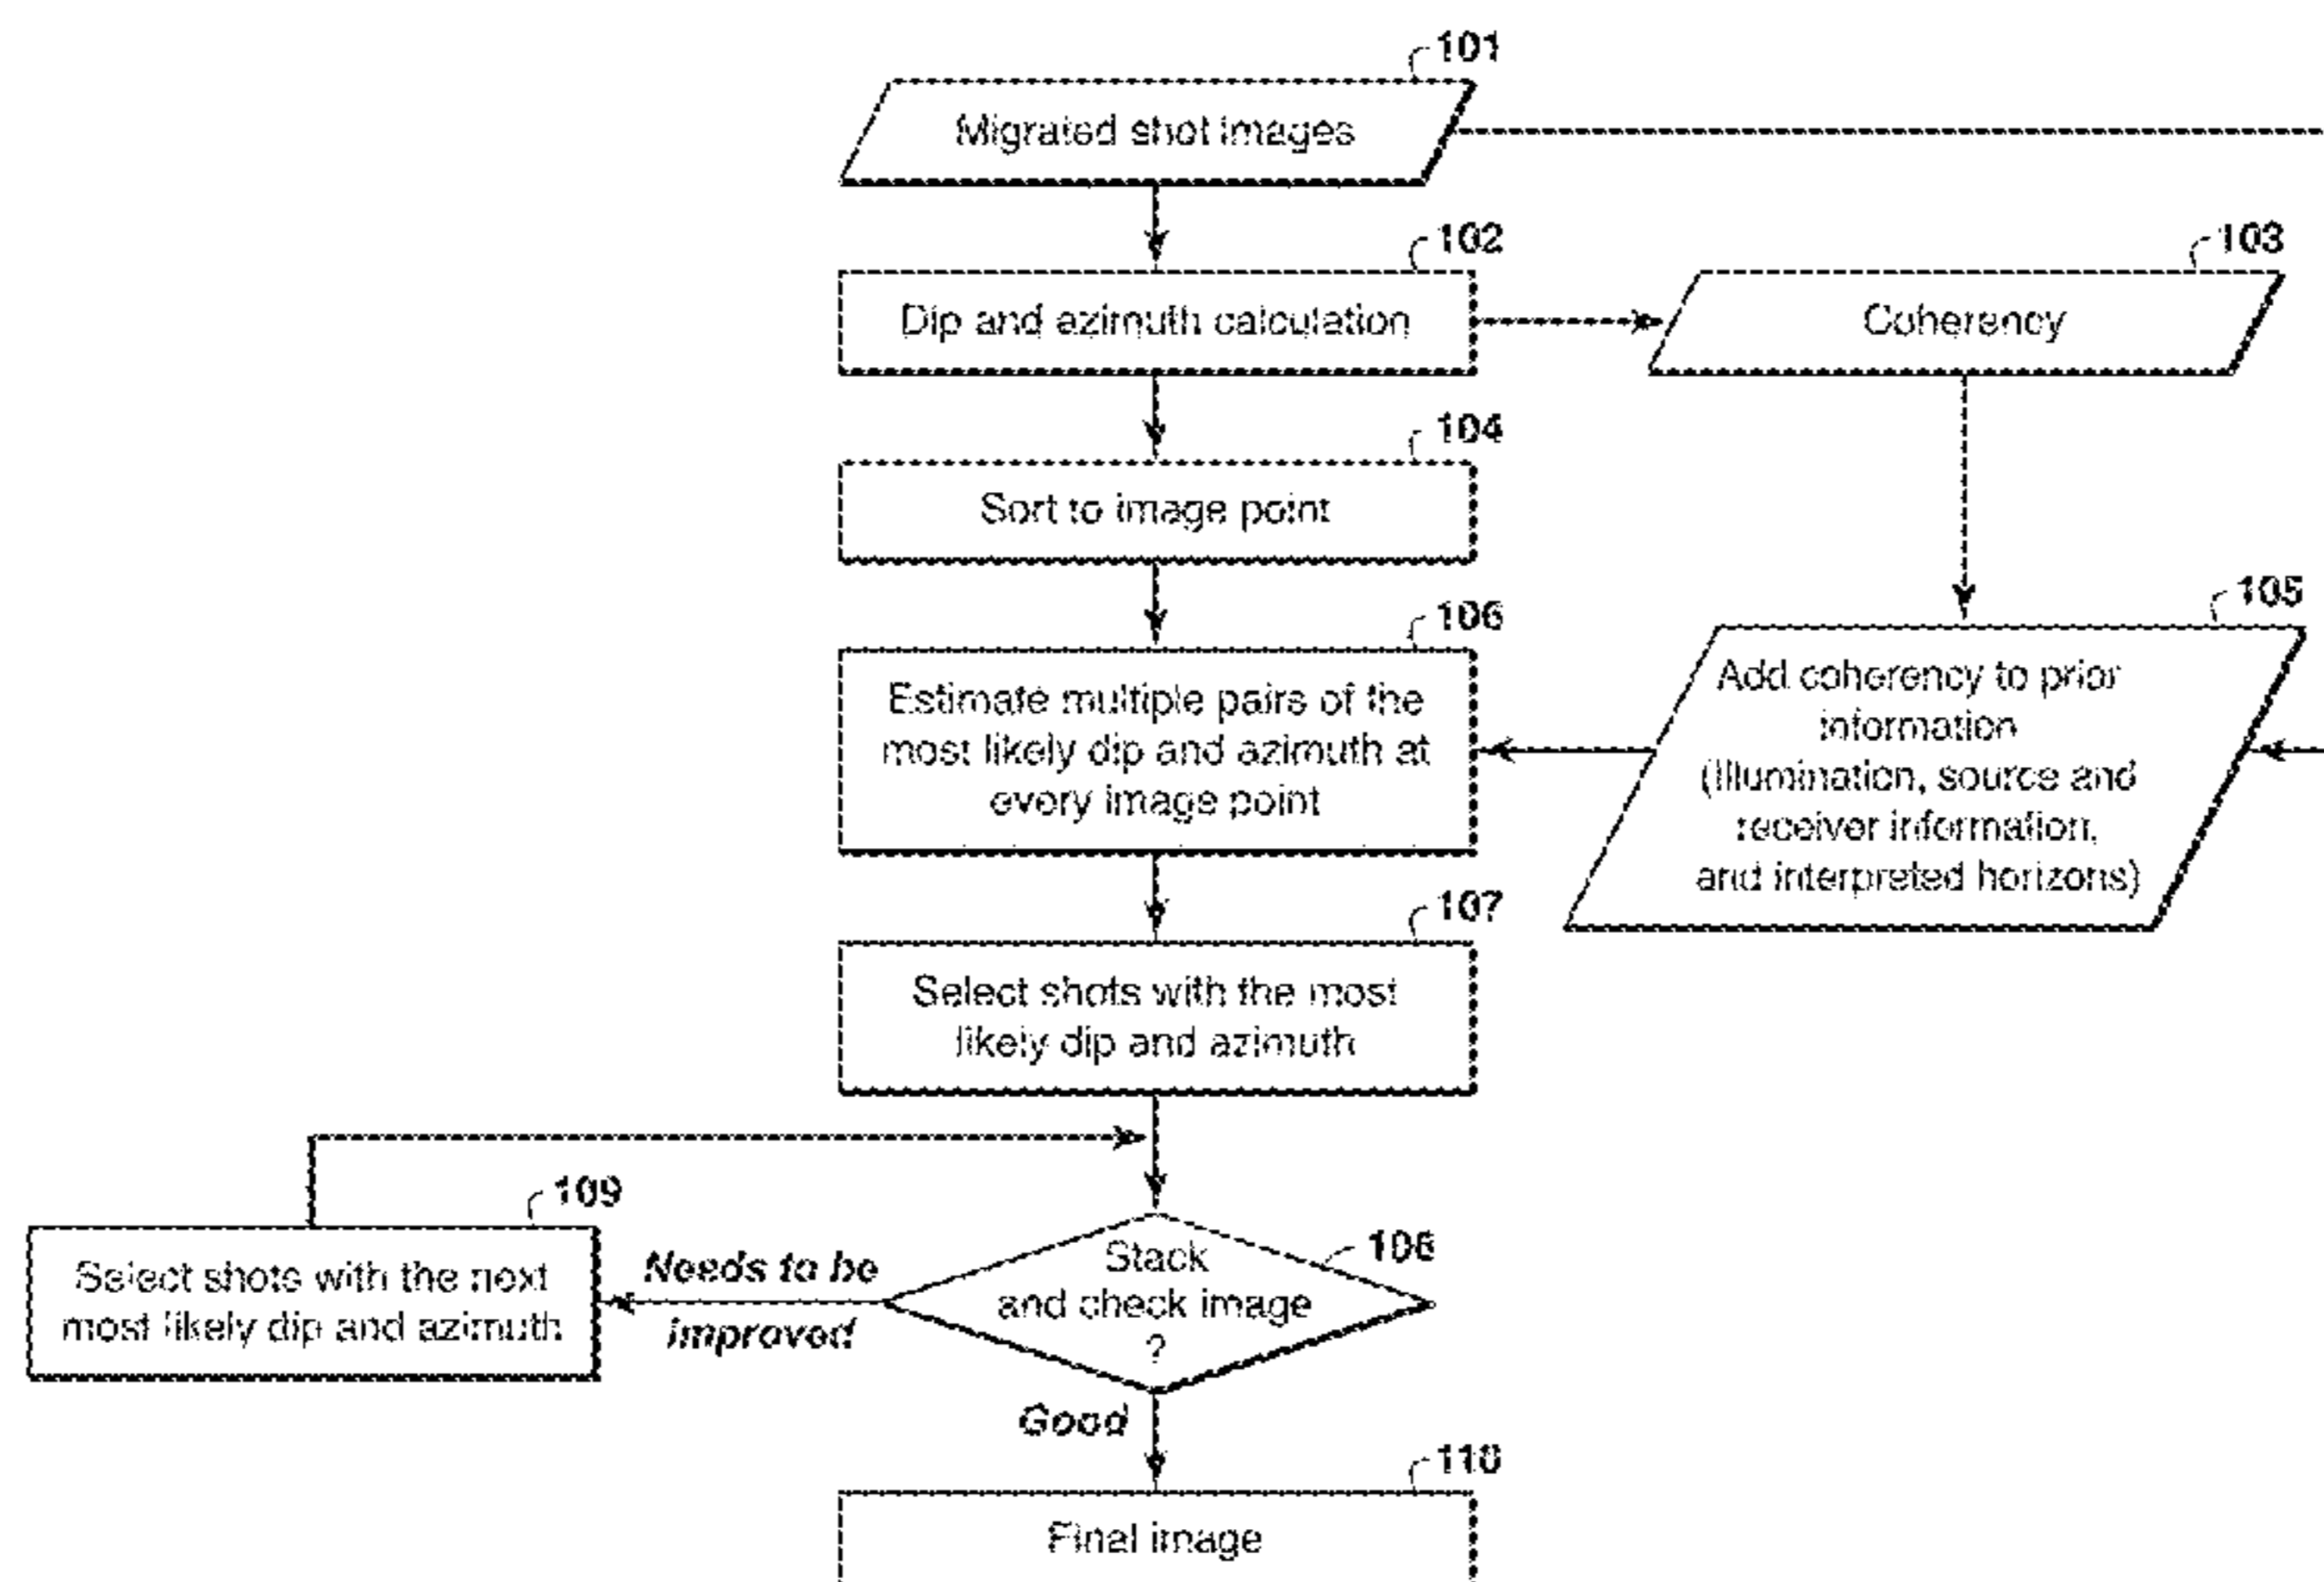 101
Migrated shot images
102
Dip and azimuth calculation
103
Coherency
104
Sort to image point
105
Add coherency to prior
information
(Illumination, source and
receiver information,
and interpreted horizons)
106
Estimate multiple pairs of the
most likely dip and azimuth at
every image point
107
Select shots with the most
likely dip and azimuth
108
Stack
and check image
?
Needs to be
improved
109
Select shots with the next
most likely dip and azimuth
Good
110
Final image